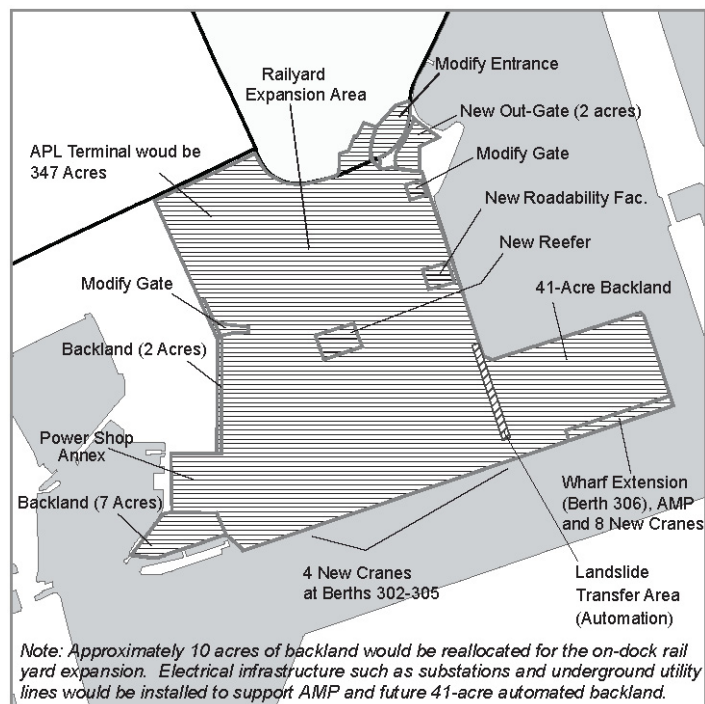 Modify Entrance
Railyard
Expansion Area
New Out-Gate (2 acres)
APL Terminal woud be
347 Acres
Modify Gate
New Roadability Fac.
New Reefer
Modify Gate
41-Acre Backland
Backland (2 Acres)
Power Shop
Annex
Backland (7 Acres)
Wharf Extension
(Berth 306), AMP
and 8 New Cranes
4 New Cranes
at Berths 302-305
Landslide
Transfer Area
(Automation)
Note: Approximately 10 acres of backland would be reallocated for the on-dock rail
yard expansion. Electrical infrastructure such as substations and underground utility
lines would be installed to support AMP and future 41-acre automated backland.